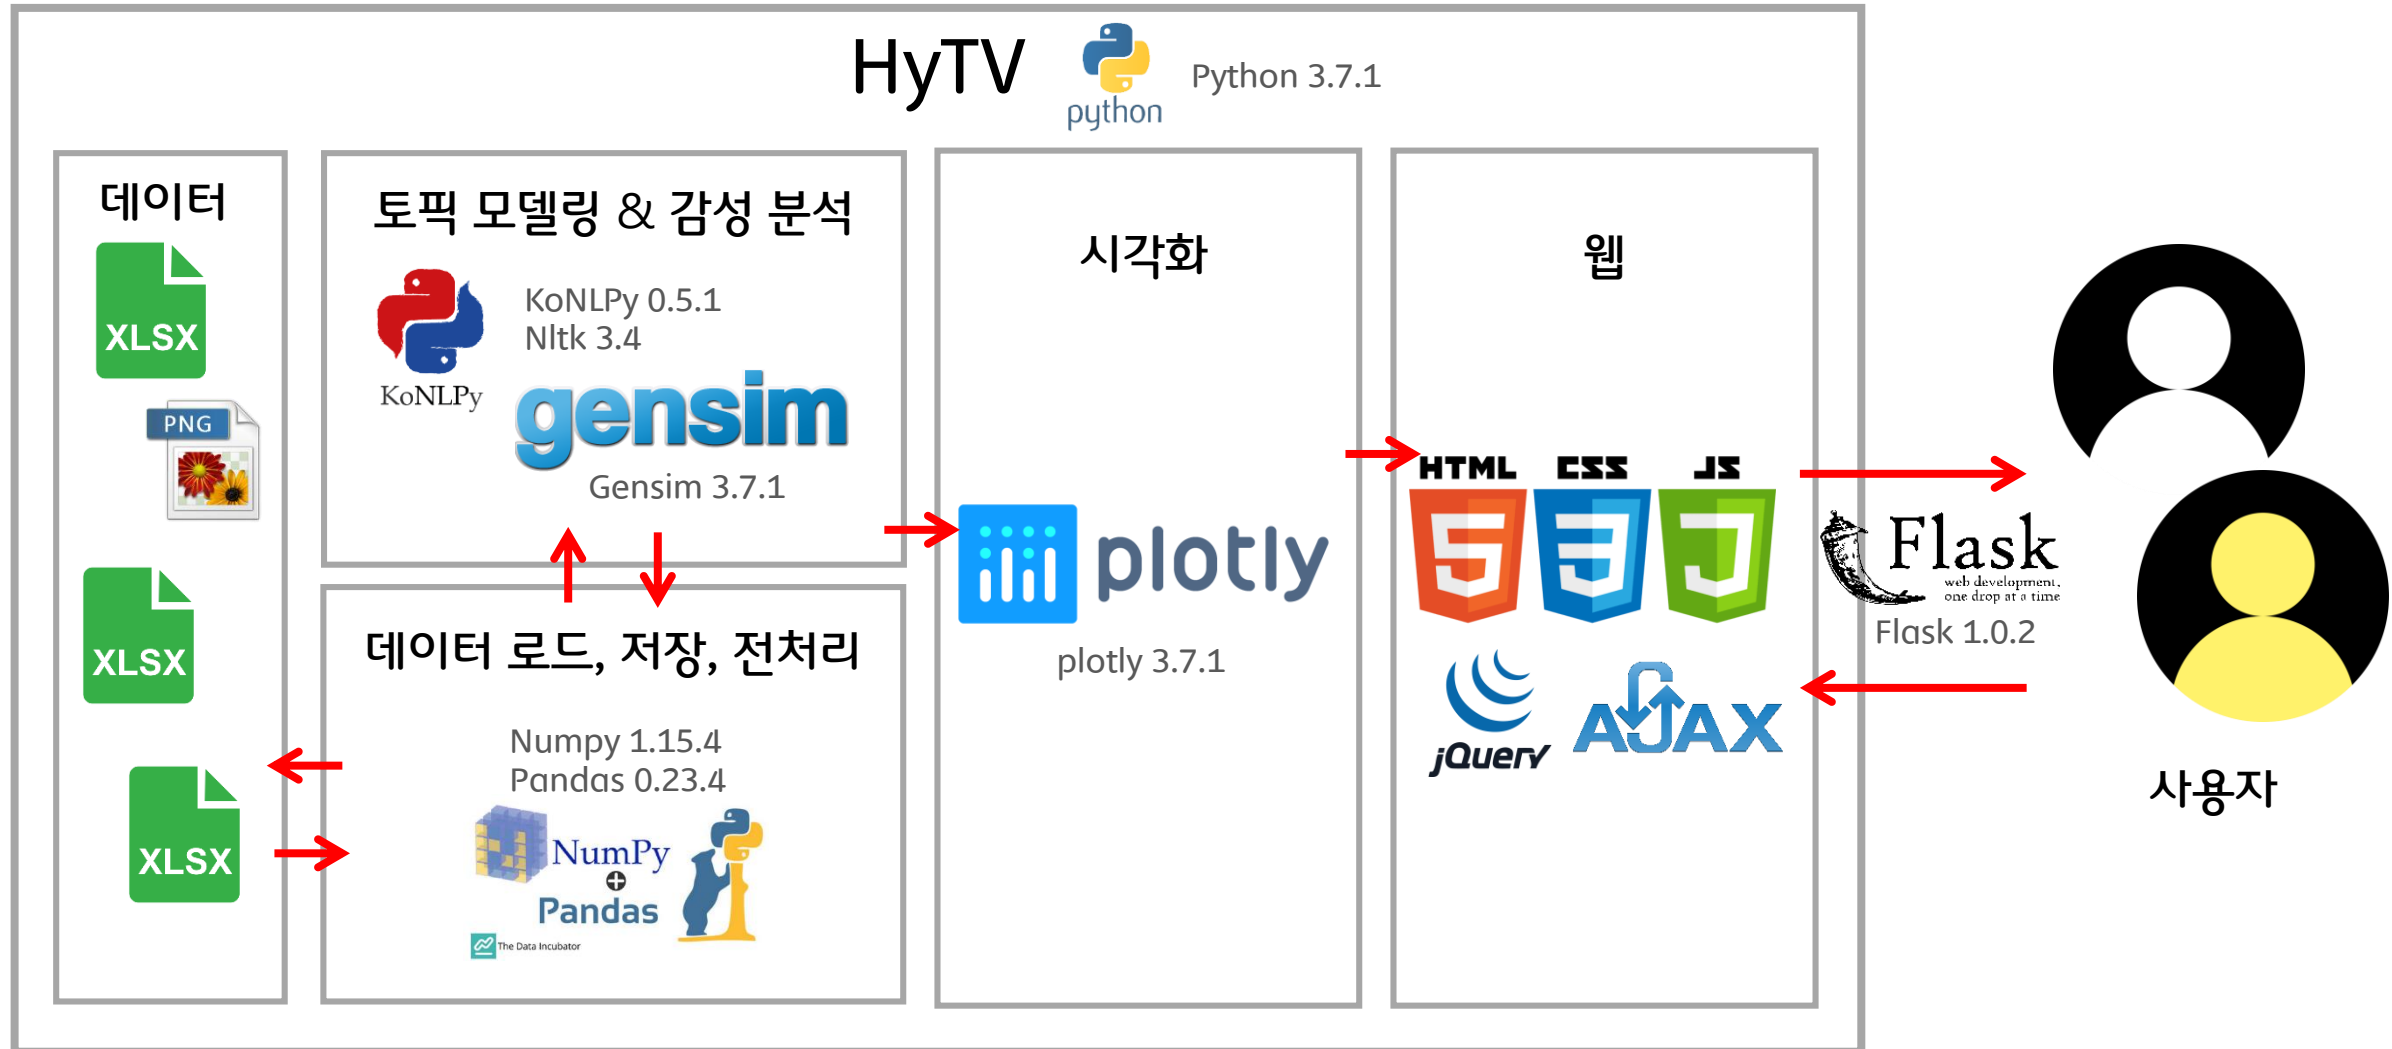 HyTV
python
Python 3.7.1
데이터
XLSX
PNG
XLSX
XLSX
토픽 모델링 & 감성 분석
KoNLPy
KoNLPy 0.5.1
Nltk 3.4
gensim
Gensim 3.7.1
데이터 로드, 저장, 전처리
Numpy 1.15.4
Pandas 0.23.4
NumPy
+
Pandas
The Data Incubator
시각화
plotly
plotly 3.7.1
웹
HTML CSS JS
5 3 J
jQuery
AJAX
Flask
web development,
one drop at a time
Flask 1.0.2
사용자